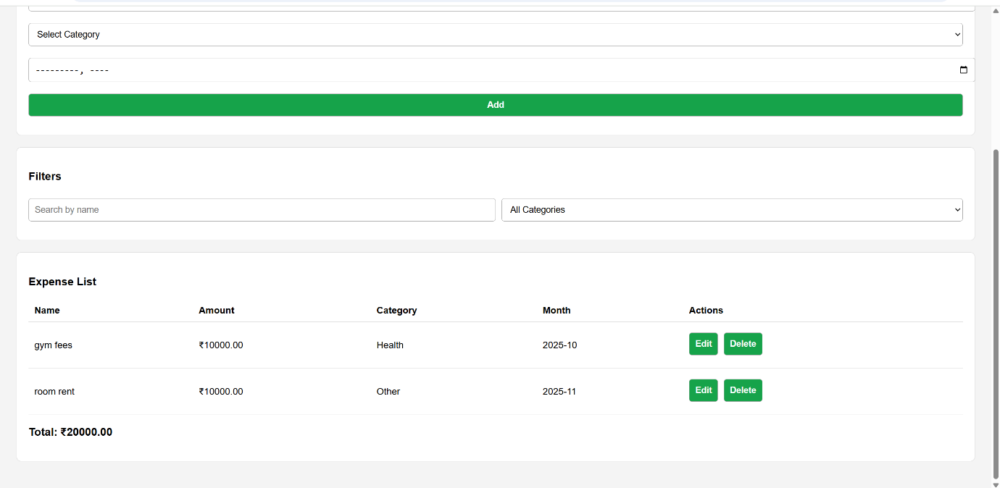 Select Category
---------, ----
Add
Filters
Search by name
All Categories
Expense List
Name Amount Category Month Actions
gym fees ₹10000.00 Health 2025-10 Edit Delete
room rent ₹10000.00 Other 2025-11 Edit Delete
Total: ₹20000.00